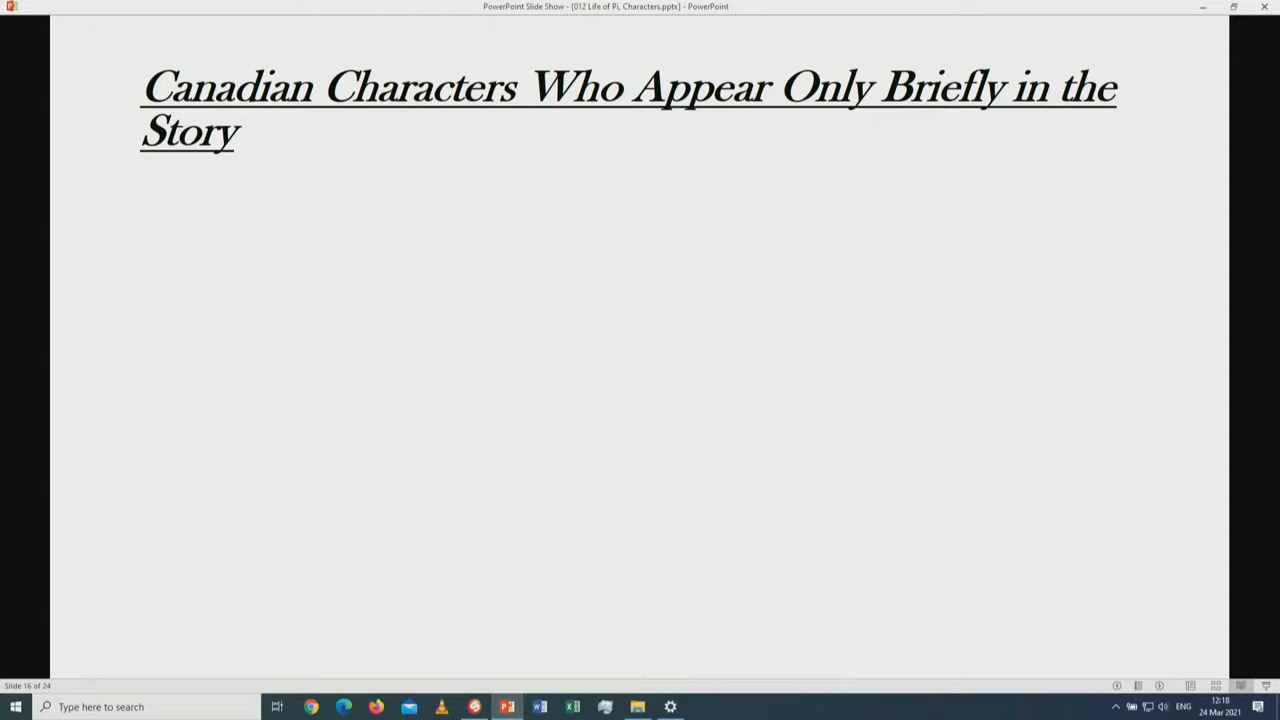 PowerPoint Slide Show - [012 Life of Pi, Characters.pptx] - PowerPoint
Canadian Characters Who Appear Only Briefly in the
Story
Slide 16 of 24
Type here to search
ENG
12:18
24 Mar 2021